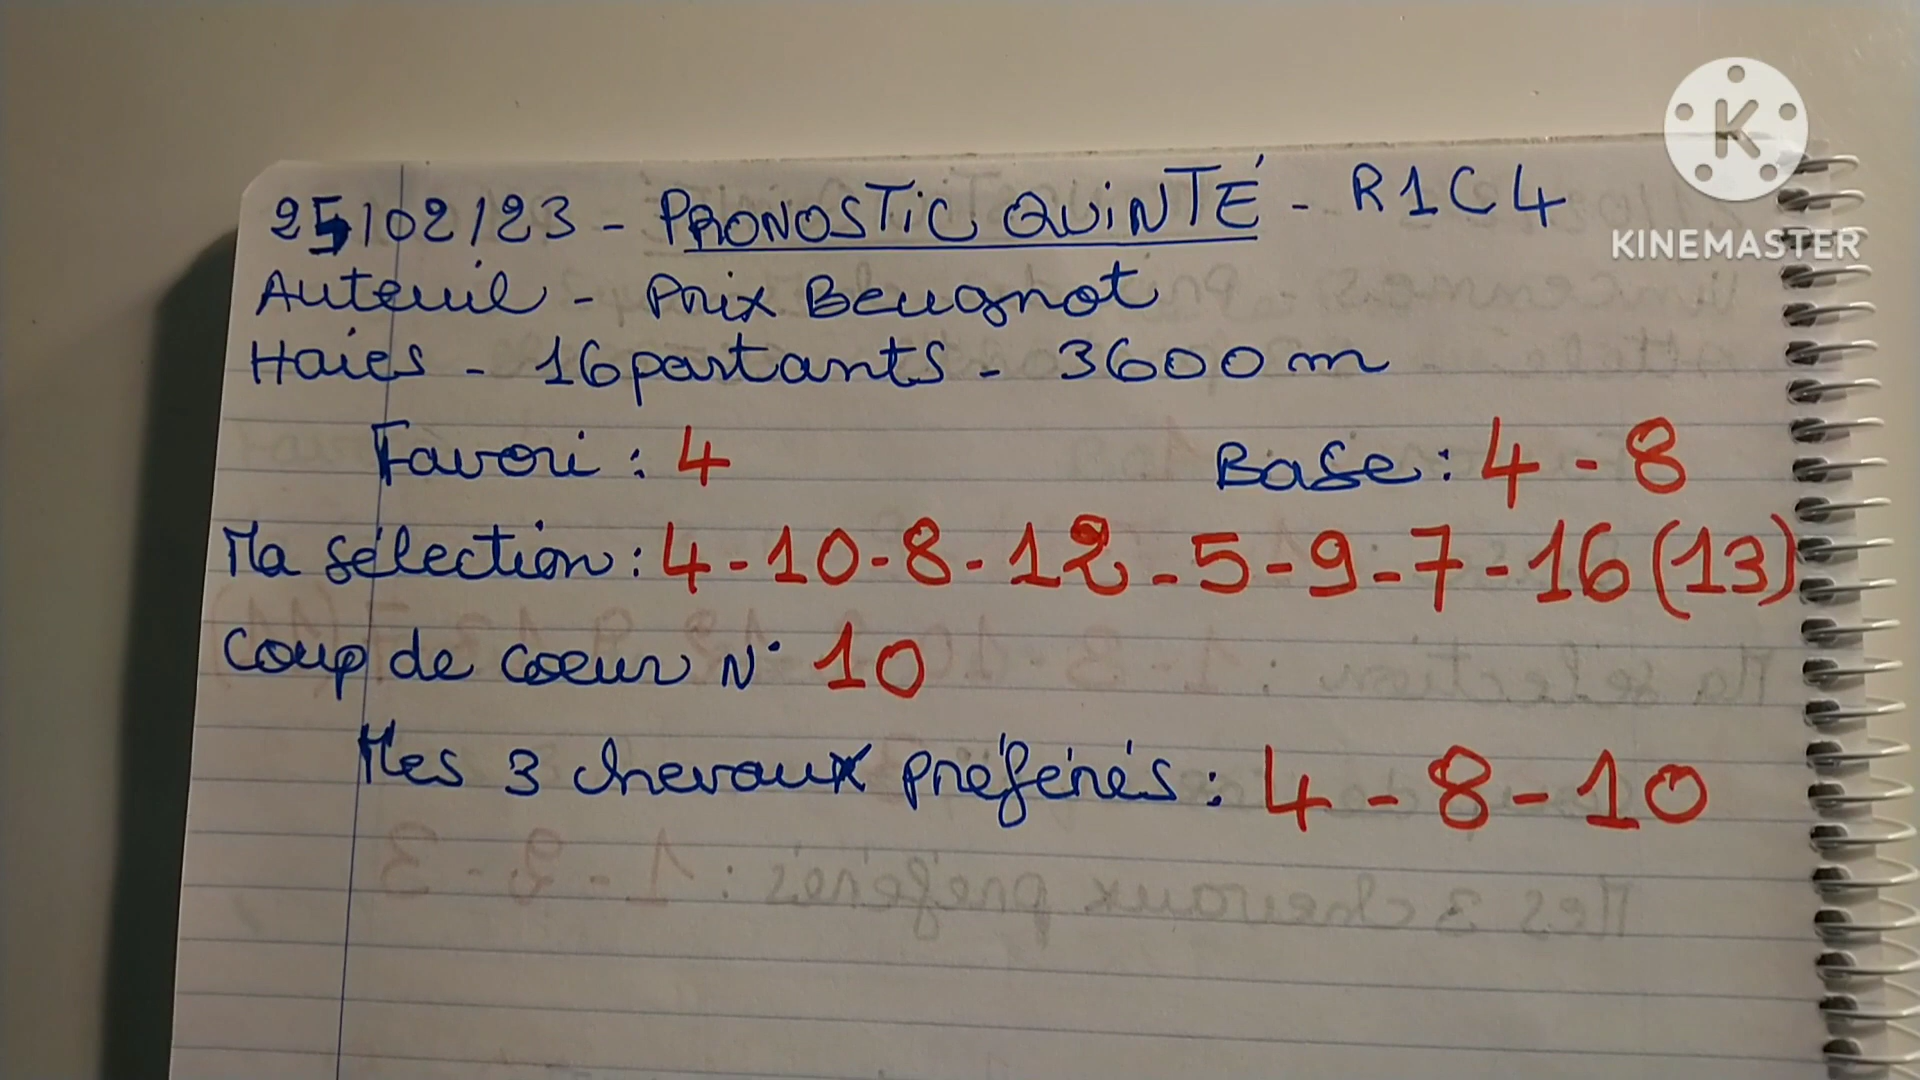 25/02/23 - PRONOSTIC QUINTÉ - R1C4
Auteuil - Prix Beugnot
Haies - 16 partants - 3600 m
Favori : 4 Base : 4 - 8
Ma sélection : 4 - 10 - 8 - 12 - 5 - 9 - 7 - 16 (13)
Coup de coeur N° 10
Mes 3 chevaux préférés : 4 - 8 - 10
KINEMASTER